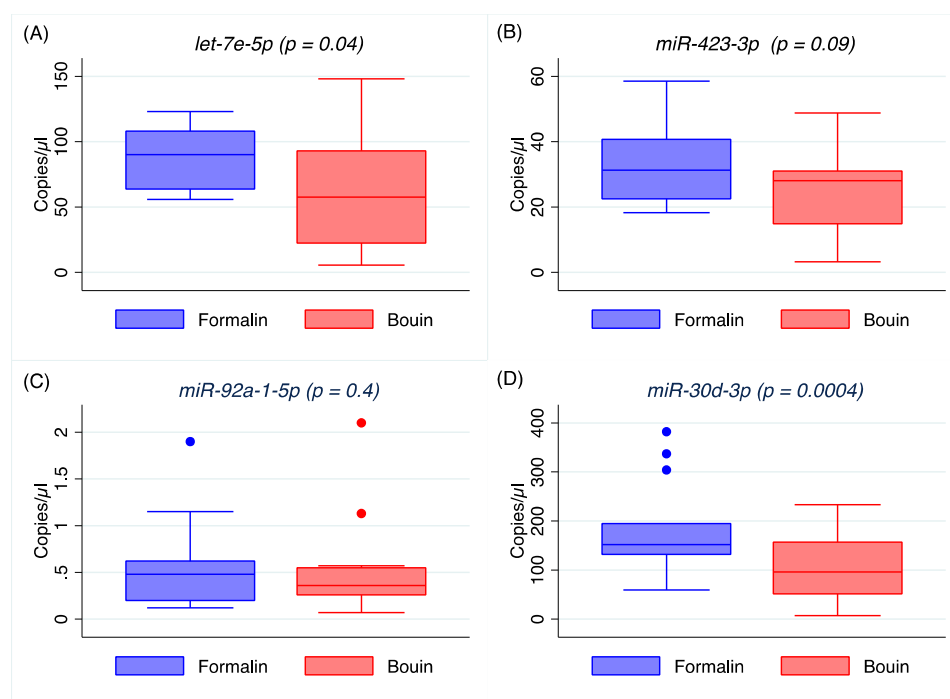 (A)
let-7e-5p (p = 0.04)
Copies/µl
150
100
50
0
Formalin
Bouin
(B)
miR-423-3p (p = 0.09)
Copies/µl
60
40
20
0
Formalin
Bouin
(C)
miR-92a-1-5p (p = 0.4)
Copies/µl
2
1.5
1
.5
0
Formalin
Bouin
(D)
miR-30d-3p (p = 0.0004)
Copies/µl
400
300
200
100
0
Formalin
Bouin